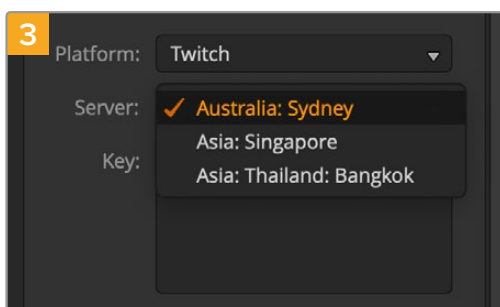 3
Platform: Twitch
Server: Australia: Sydney
Asia: Singapore
Key:
Asia: Thailand: Bangkok